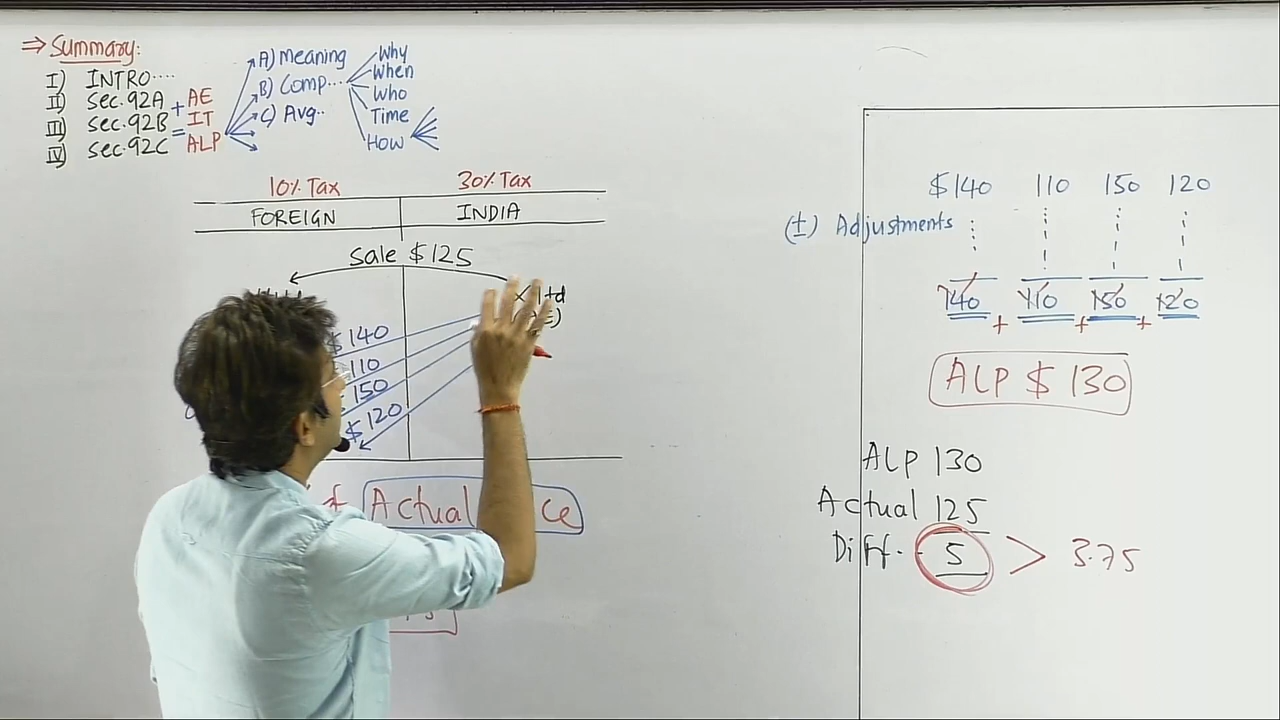 ⇒ Summary:
I) INTRO....
II) Sec.92A + AE
III) Sec.92B = IT
IV) Sec.92C ALP
A) Meaning
B) Comp...
C) Avg..
Why
When
Who
Time
How
10% Tax 30% Tax
FOREIGN INDIA
Sale $125
X Ltd
$140
110
150
$120
Actual
ce
$140 110 150 120
(±) Adjustments
140 + 110 + 150 + 120
ALP $ 130
ALP 130
Actual 125
Diff. 5 > 3.75